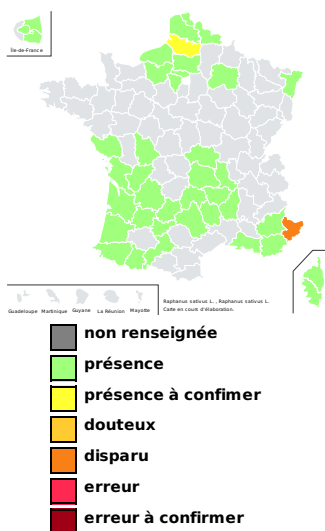 Île-de-France
Guadeloupe Martinique Guyane La Réunion Mayotte
Raphanus sativus L. , Raphanus sativus L.
Carte en cours d'élaboration.
non renseignée
présence
présence à confimer
douteux
disparu
erreur
erreur à confirmer